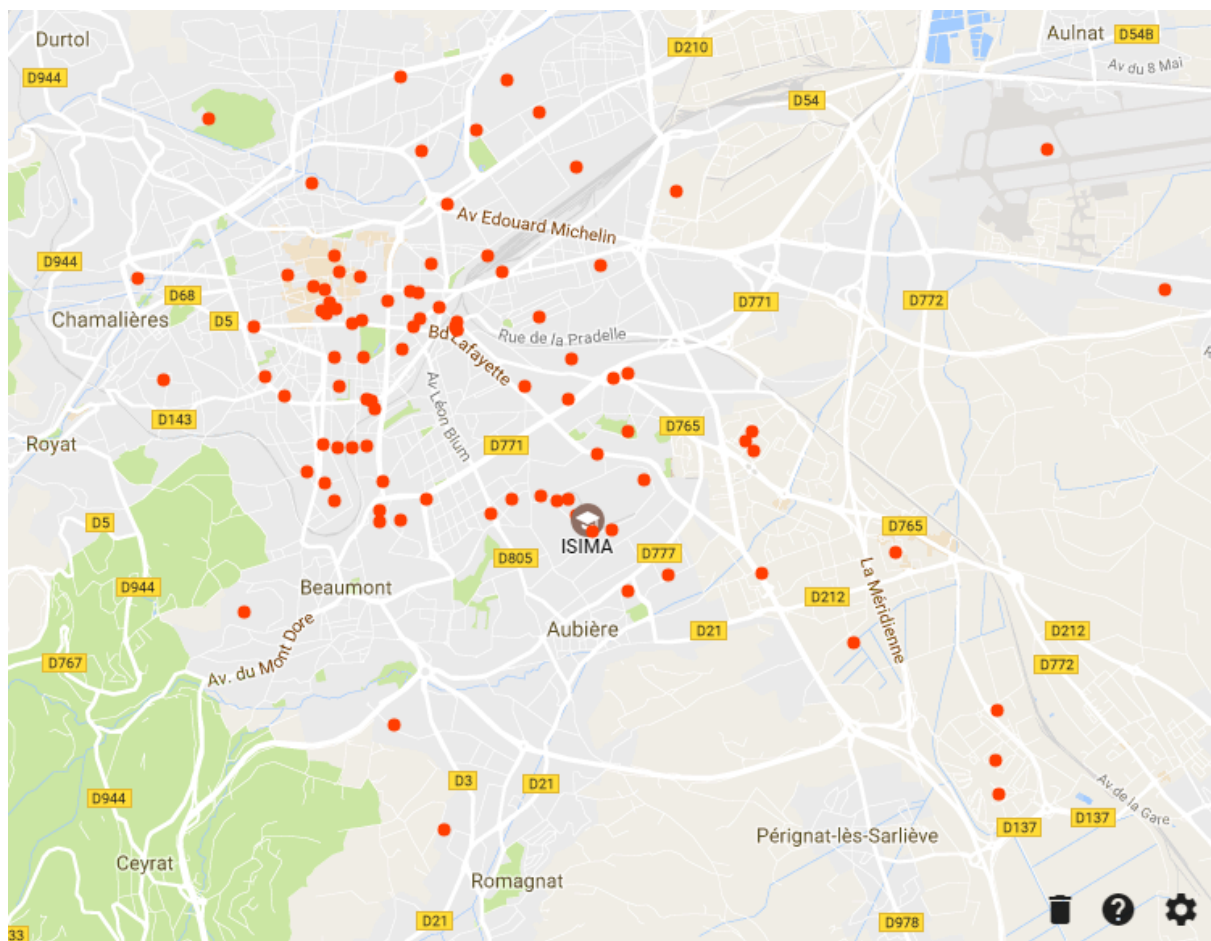 Durtol
D210
Aulnat
D54B
D944
Av du 8 Mai
D54
Av Edouard Michelin
D944
D68
D771
D772
Chamalières
D5
Bd Lafayette
Rue de la Pradelle
Av Léon Blum
D143
D765
Royat
D771
D5
D765
ISIMA
D805
D777
La Méridienne
D944
Beaumont
D212
Aubière
D21
D212
D767
Av. du Mont Dore
D772
D3
D21
D944
Av de la Gare
D137
D137
Pérignat-lès-Sarliève
Ceyrat
Romagnat
D21
D978
33